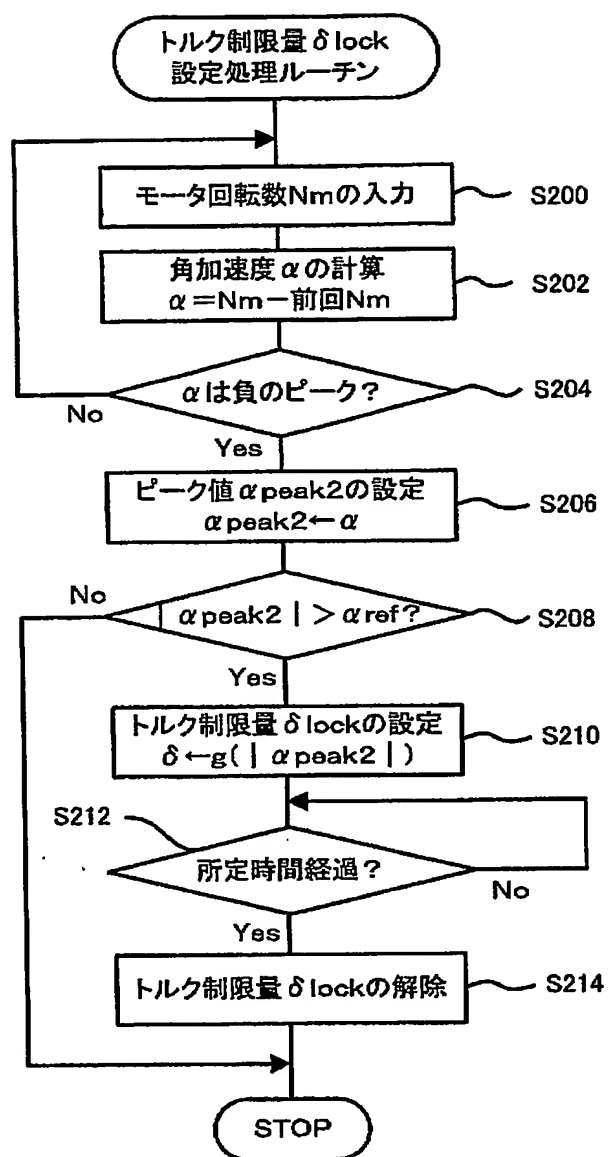 トルク制限量δlock
設定処理ルーチン
モータ回転数Nmの入力
S200
角加速度αの計算
α=Nm－前回Nm
S202
αは負のピーク?
S204
No
Yes
ピーク値αpeak2の設定
αpeak2←α
S206
No
|αpeak2|>αref?
S208
Yes
トルク制限量δlockの設定
δ←g(|αpeak2|)
S210
S212
所定時間経過?
No
Yes
トルク制限量δlockの解除
S214
STOP